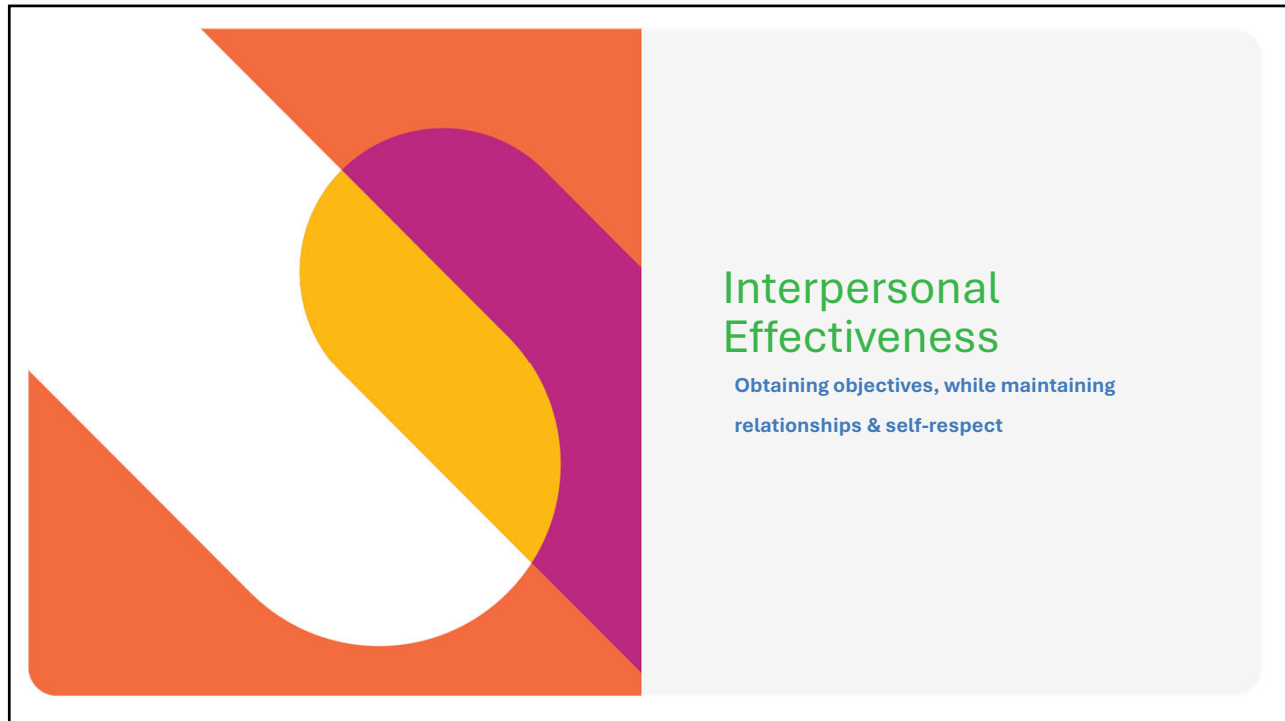 Interpersonal
Effectiveness
Obtaining objectives, while maintaining
relationships & self-respect